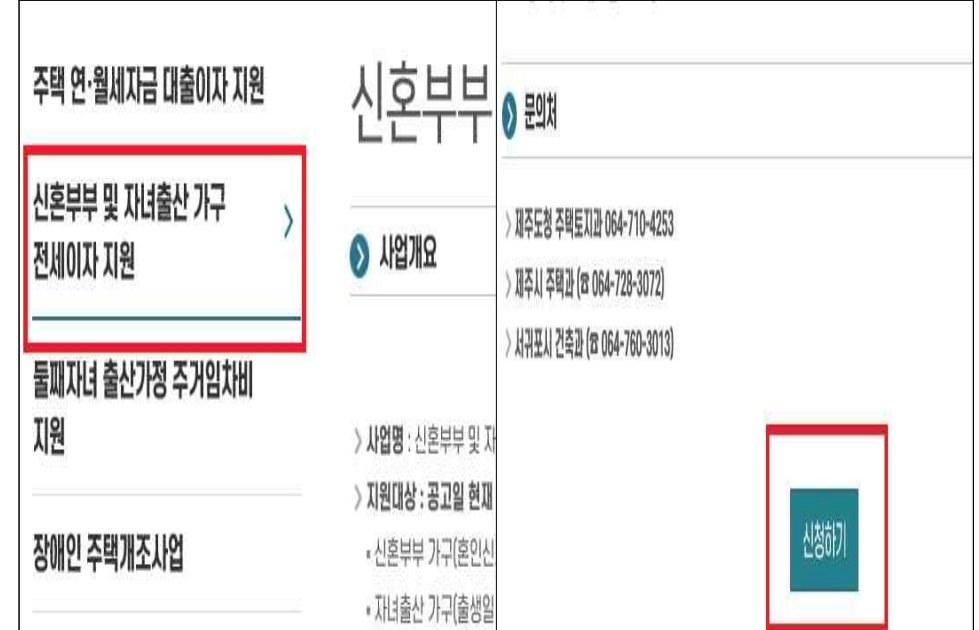 주택 연·월세자금 대출이자 지원
신혼부부 및 자녀출산 가구
전세이자 지원
둘째자녀 출산가정 주거임차비
지원
장애인 주택개조사업
신혼부부
사업개요
사업명 : 신혼부부 및 자
지원대상 : 공고일 현재
신혼부부 가구(혼인신
자녀출산 가구(출생일
문의처
제주도청 주택토지과 064-710-4253
제주시 주택과 (☎ 064-728-3072)
서귀포시 건축과 (☎ 064-760-3013)
신청하기